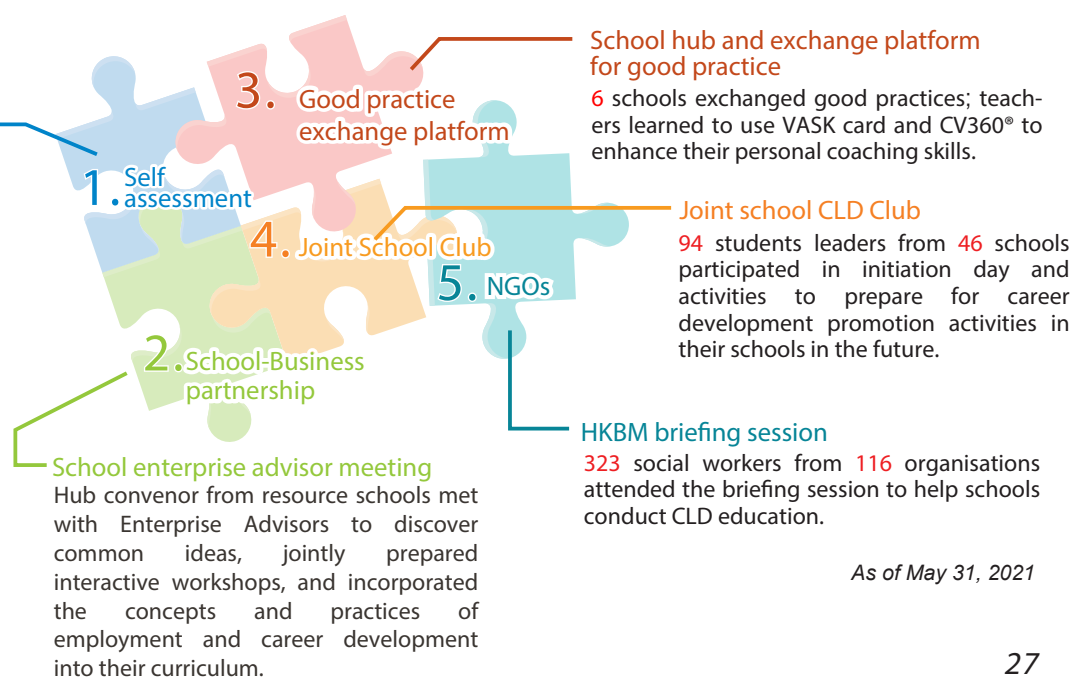 3. Good practice
exchange platform
1. Self
assessment
4. Joint School Club
5. NGOs
2. School-Business
partnership
School hub and exchange platform
for good practice
6 schools exchanged good practices; teach-
ers learned to use VASK card and CV360® to
enhance their personal coaching skills.
Joint school CLD Club
94 students leaders from 46 schools
participated in initiation day and
activities to prepare for career
development promotion activities in
their schools in the future.
HKBM briefing session
323 social workers from 116 organisations
attended the briefing session to help schools
conduct CLD education.
School enterprise advisor meeting
Hub convenor from resource schools met
with Enterprise Advisors to discover
common ideas, jointly prepared
interactive workshops, and incorporated
the concepts and practices of
employment and career development
into their curriculum.
As of May 31, 2021
27